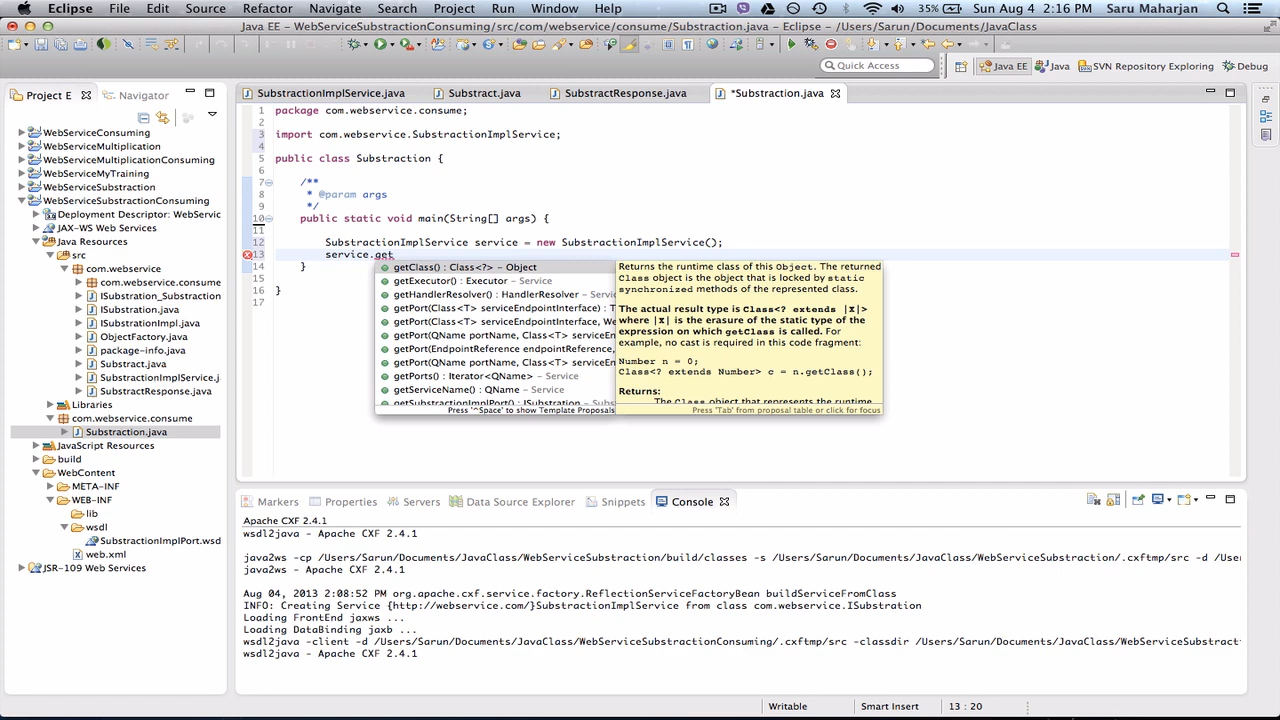 Eclipse File Edit Source Refactor Navigate Search Project Run Window Help 35% Sun Aug 4 2:16 PM Saru Maharjan
Java EE - WebServiceSubstractionConsuming/src/com/webservice/consume/Substraction.java - Eclipse - /Users/Sarun/Documents/JavaClass
Quick Access
Java EE Java SVN Repository Exploring Debug
Project E Navigator
WebServiceConsuming
WebServiceMultiplication
WebServiceMultiplicationConsuming
WebServiceMyTraining
WebServiceSubstraction
WebServiceSubstractionConsuming
Deployment Descriptor: WebServic
JAX-WS Web Services
Java Resources
src
com.webservice
com.webservice.consume
ISubstration_Substraction
ISubstration.java
ISubstrationImpl.java
ObjectFactory.java
package-info.java
Substract.java
SubstractionImplService.j
SubstractResponse.java
Libraries
com.webservice.consume
Substraction.java
JavaScript Resources
build
WebContent
META-INF
WEB-INF
lib
wsdl
SubstractionImplPort.wsd
web.xml
JSR-109 Web Services
SubstractionImplService.java Substract.java SubstractResponse.java *Substraction.java
1 package com.webservice.consume;
2
3 import com.webservice.SubstractionImplService;
4
5 public class Substraction {
6
7 /**
8 * @param args
9 */
10 public static void main(String[] args) {
11
12 SubstractionImplService service = new SubstractionImplService();
13 service.get
14 }
15
16 }
17
getClass() : Class<?> - Object
getExecutor() : Executor - Service
getHandlerResolver() : HandlerResolver - Servic
getPort(Class<T> serviceEndpointInterface) : T
getPort(Class<T> serviceEndpointInterface, We
getPort(QName portName, Class<T> serviceEn
getPort(EndpointReference endpointReference,
getPort(QName portName, Class<T> serviceEn
getPorts() : Iterator<QName> - Service
getServiceName() : QName - Service
getSubstractionImplPort() : ISubstration - Subs
Press '^Space' to show Template Proposals
Returns the runtime class of this Object. The returned
Class object is the object that is locked by static
synchronized methods of the represented class.
The actual result type is Class<? extends |X|>
where |X| is the erasure of the static type of the
expression on which getClass is called. For
example, no cast is required in this code fragment:
Number n = 0;
Class<? extends Number> c = n.getClass();
Returns:
The Class object that represents the runtime
Press 'Tab' from proposal table or click for focus
Markers Properties Servers Data Source Explorer Snippets Console
Apache CXF 2.4.1
wsdl2java - Apache CXF 2.4.1
java2ws -cp /Users/Sarun/Documents/JavaClass/WebServiceSubstraction/build/classes -s /Users/Sarun/Documents/JavaClass/WebServiceSubstraction/.cxftmp/src -d /User
java2ws - Apache CXF 2.4.1
Aug 04, 2013 2:08:52 PM org.apache.cxf.service.factory.ReflectionServiceFactoryBean buildServiceFromClass
INFO: Creating Service {http://webservice.com/}SubstractionImplService from class com.webservice.ISubstration
Loading FrontEnd jaxws ...
Loading DataBinding jaxb ...
wsdl2java -client -d /Users/Sarun/Documents/JavaClass/WebServiceSubstractionConsuming/.cxftmp/src -classdir /Users/Sarun/Documents/JavaClass/WebServiceSubstracti
wsdl2java - Apache CXF 2.4.1
Writable Smart Insert 13 : 20